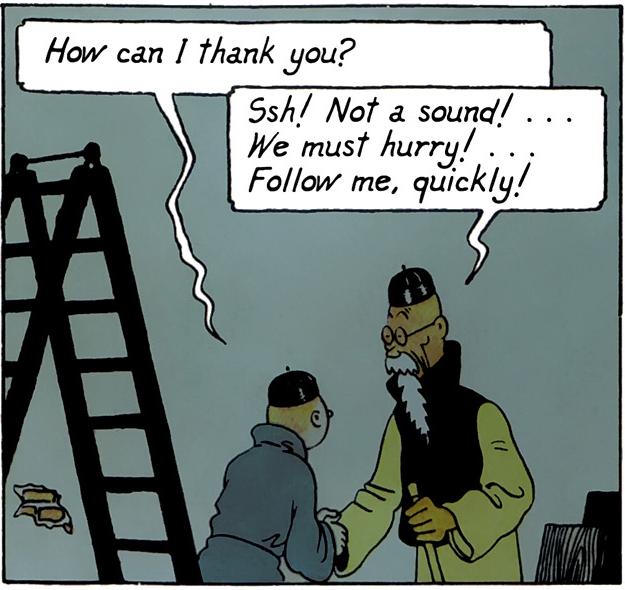 How can I thank you?
Ssh! Not a sound! . . .
We must hurry! . . .
Follow me, quickly!